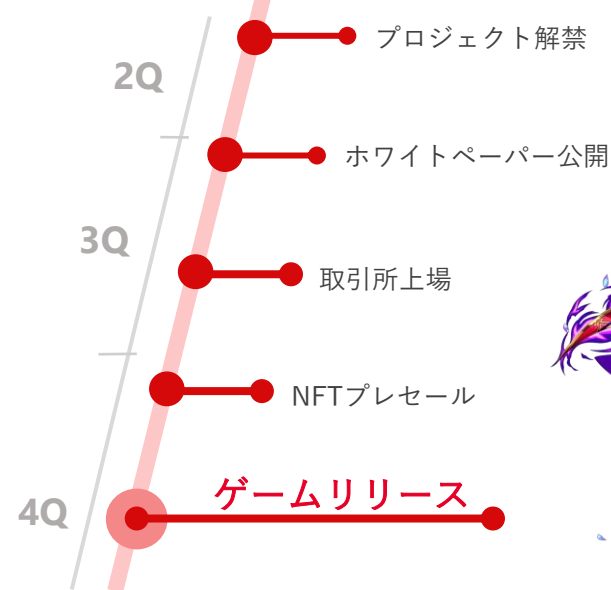 プロジェクト解禁
2Q
ホワイトペーパー公開
3Q
取引所上場
NFTプレセール
ゲームリリース
4Q